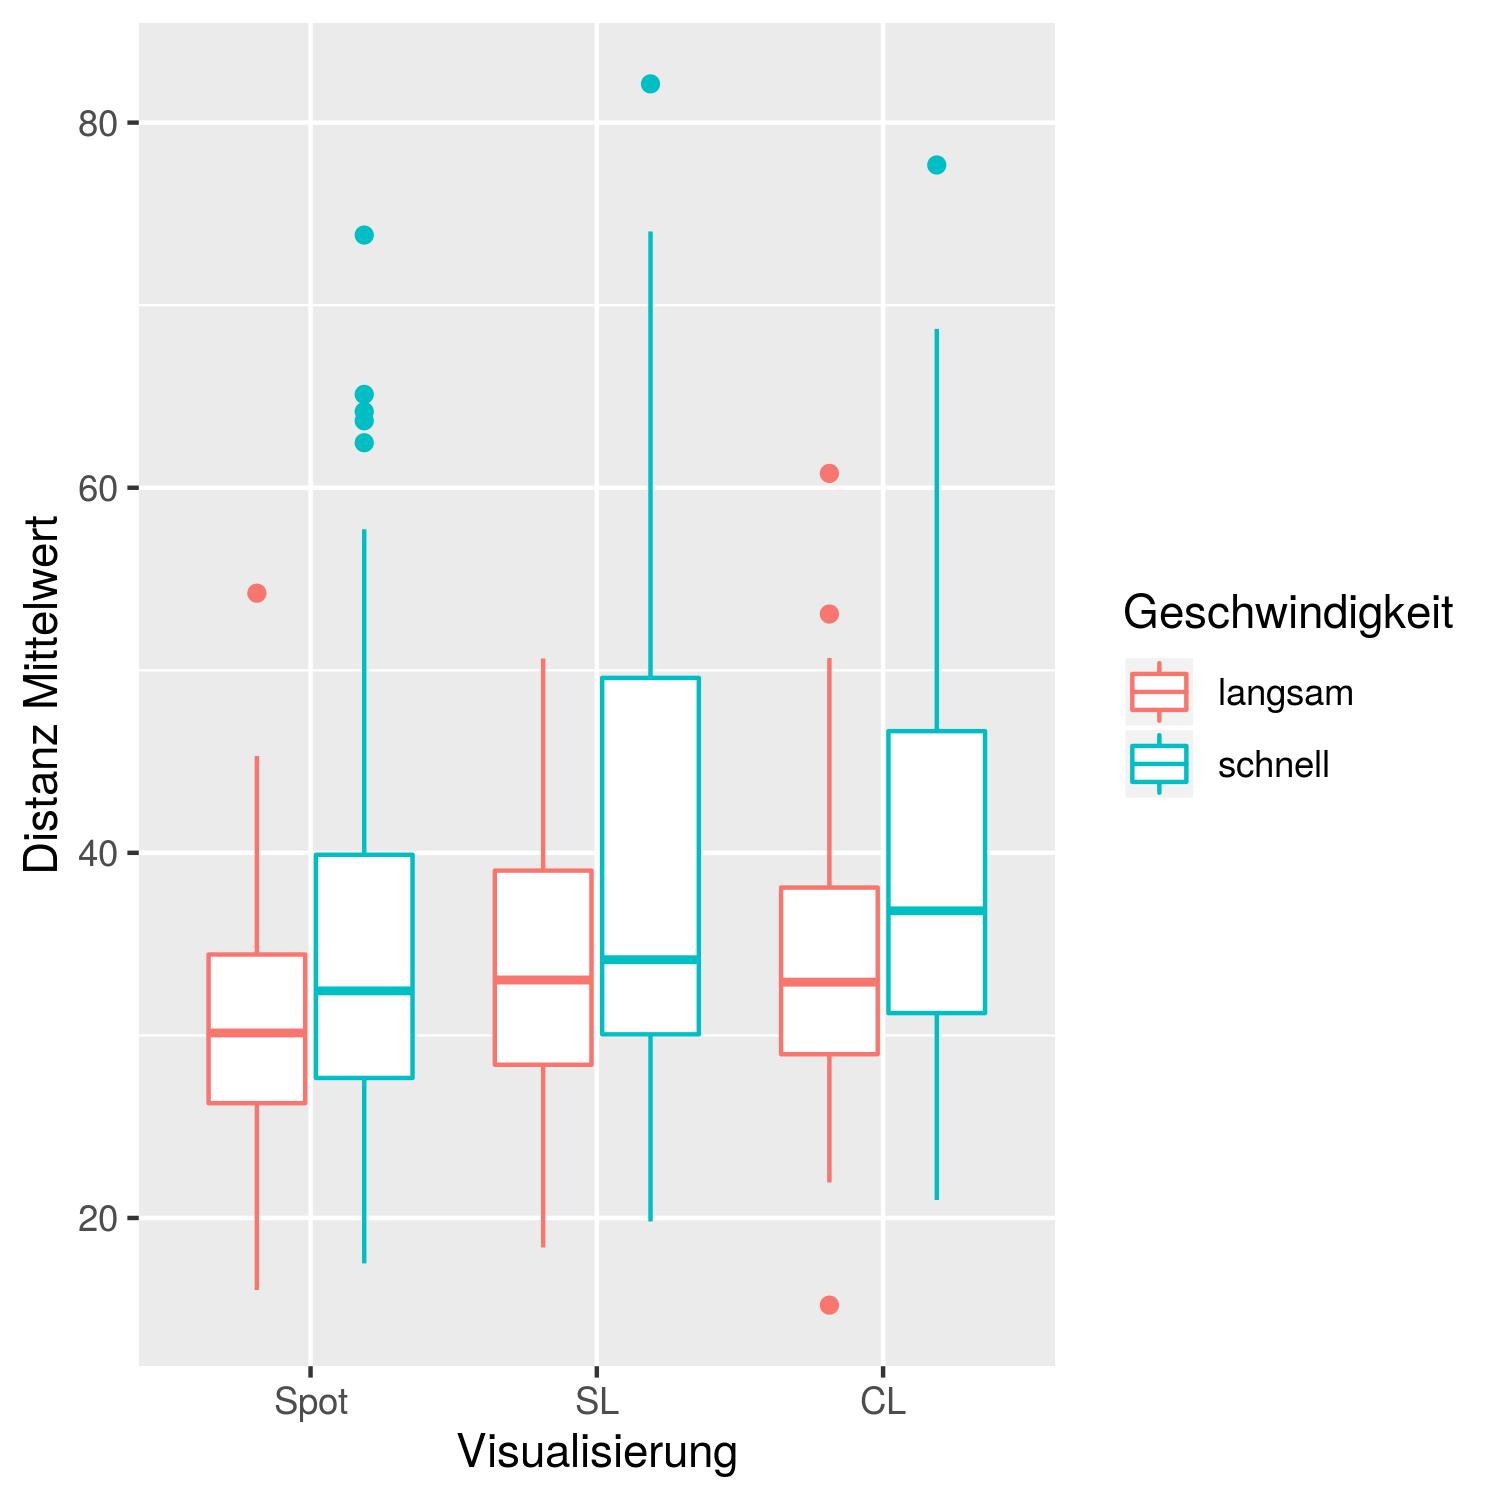 80
60
40
20
Distanz Mittelwert
Spot SL CL
Visualisierung
Geschwindigkeit
langsam
schnell